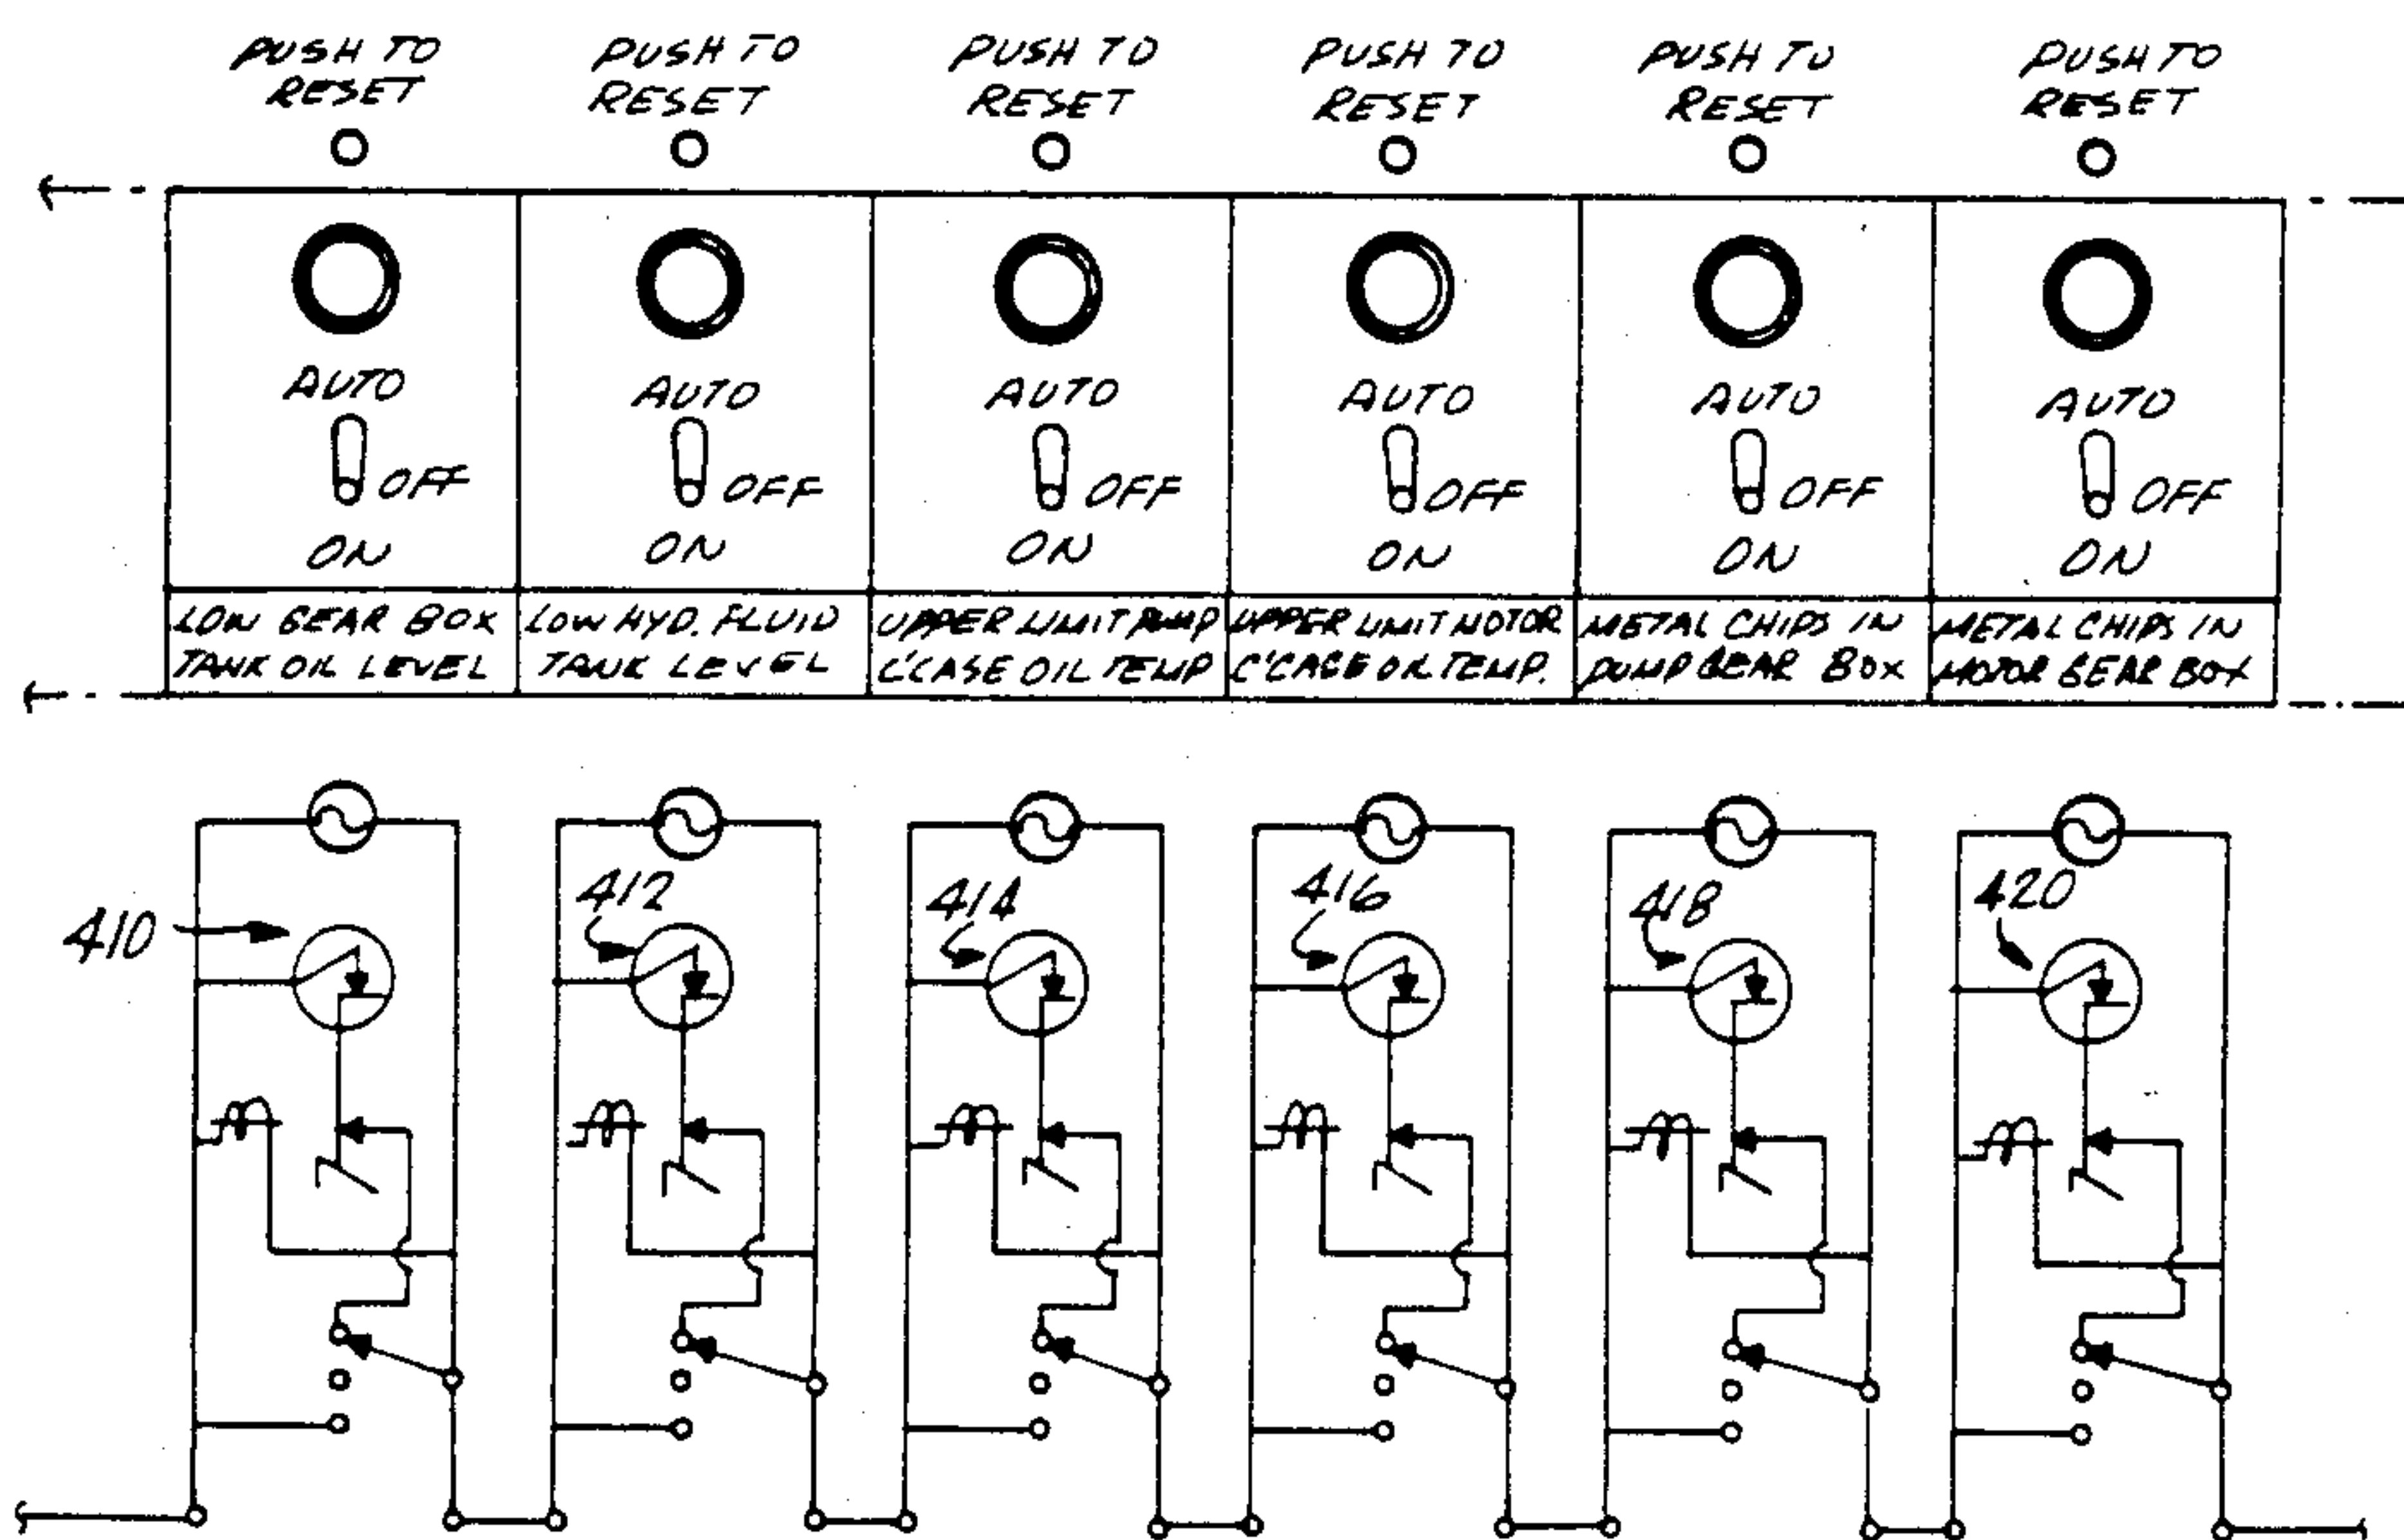 PUSH TO
RESET
PUSH TO
RESET
PUSH TO
RESET
PUSH TO
RESET
PUSH TO
RESET
PUSH TO
RESET
AUTO
OFF
ON
AUTO
OFF
ON
AUTO
OFF
ON
AUTO
OFF
ON
AUTO
OFF
ON
AUTO
OFF
ON
LOW GEAR BOX
TANK OIL LEVEL
LOW HYD. FLUID
TANK LEVEL
UPPER LIMIT PUMP
C'CASE OIL TEMP
UPPER LIMIT MOTOR
C'CASE OIL TEMP.
METAL CHIPS IN
PUMP GEAR BOX
METAL CHIPS IN
MOTOR GEAR BOX
410
412
414
416
418
420